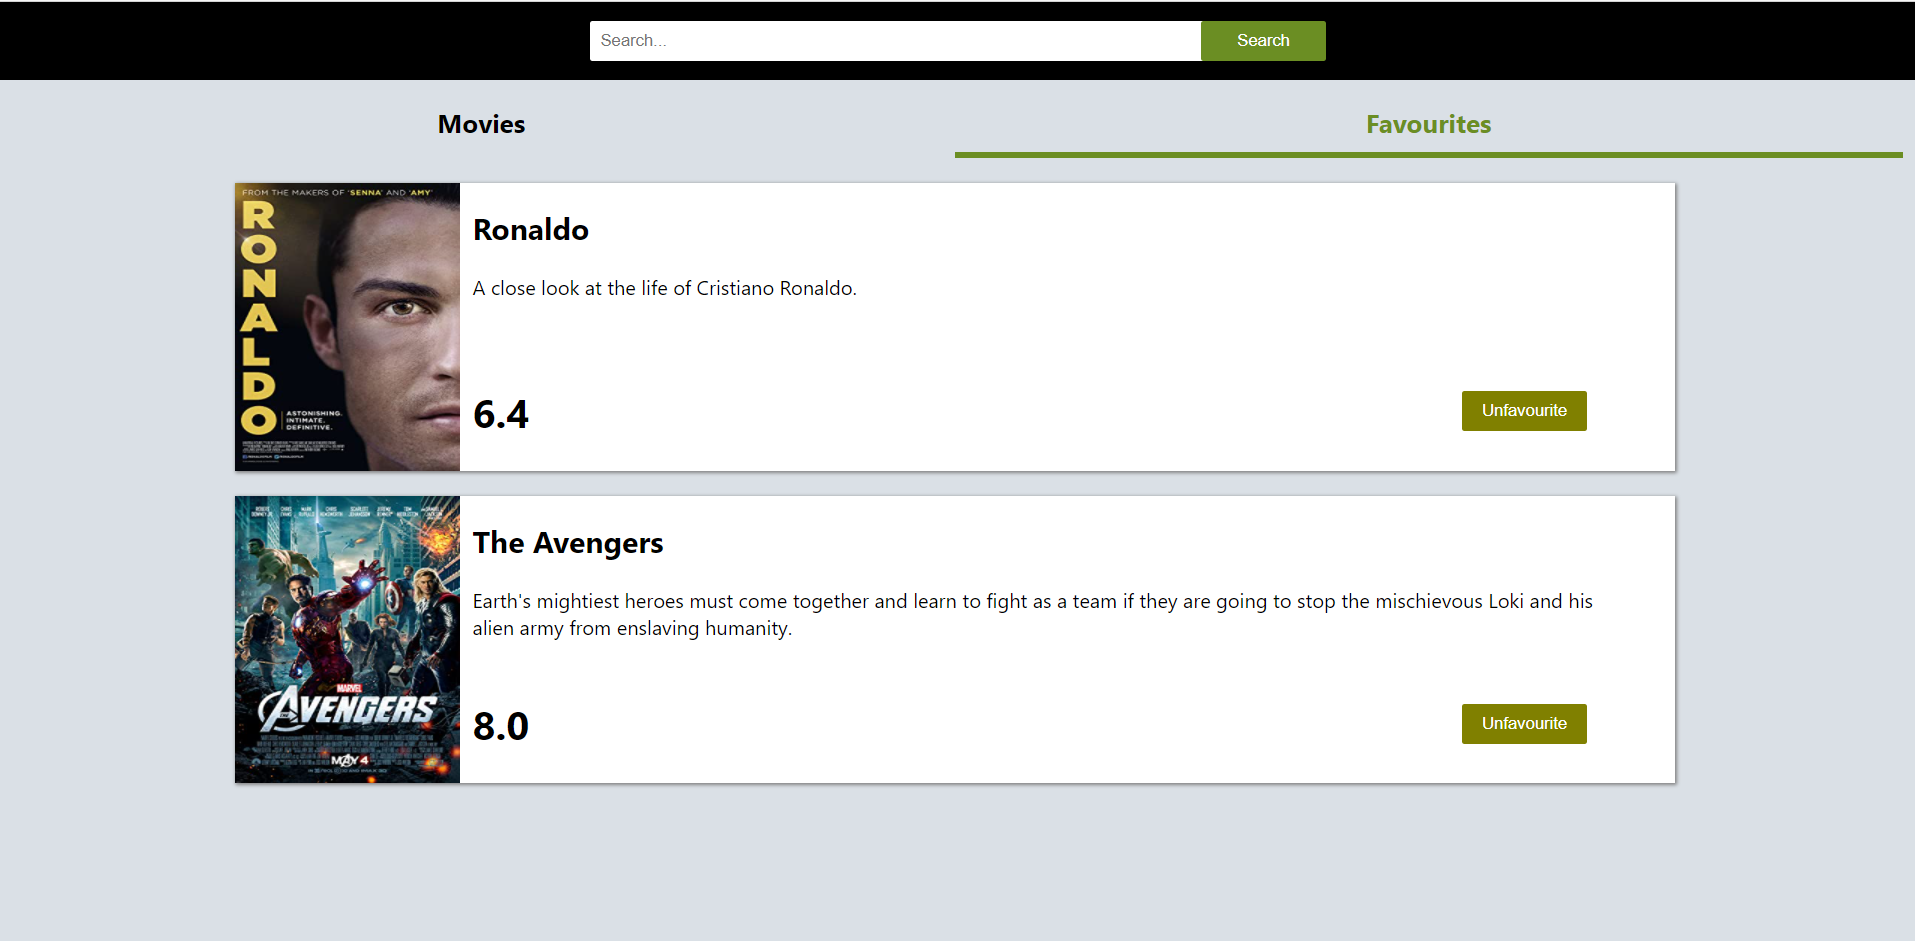 Search...
Search
Movies
Favourites
FROM THE MAKERS OF 'SENNA' AND 'AMY'
RONALDO
ASTONISHING.
INTIMATE.
DEFINITIVE.
Ronaldo
A close look at the life of Cristiano Ronaldo.
6.4
Unfavourite
MARVEL
THE AVENGERS
MAY 4
The Avengers
Earth's mightiest heroes must come together and learn to fight as a team if they are going to stop the mischievous Loki and his
alien army from enslaving humanity.
8.0
Unfavourite